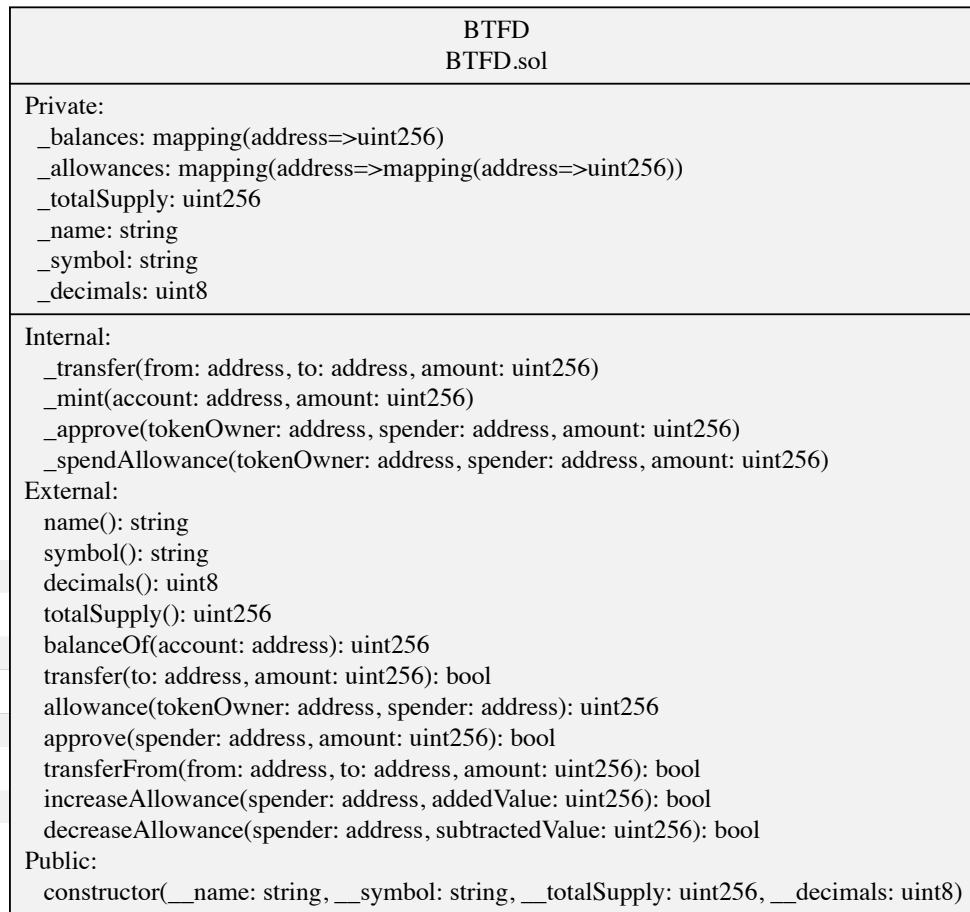 BTFD
BTFD.sol
Private:
_balances: mapping(address=>uint256)
_allowances: mapping(address=>mapping(address=>uint256))
_totalSupply: uint256
_name: string
_symbol: string
_decimals: uint8
Internal:
_transfer(from: address, to: address, amount: uint256)
_mint(account: address, amount: uint256)
_approve(tokenOwner: address, spender: address, amount: uint256)
_spendAllowance(tokenOwner: address, spender: address, amount: uint256)
External:
name(): string
symbol(): string
decimals(): uint8
totalSupply(): uint256
balanceOf(account: address): uint256
transfer(to: address, amount: uint256): bool
allowance(tokenOwner: address, spender: address): uint256
approve(spender: address, amount: uint256): bool
transferFrom(from: address, to: address, amount: uint256): bool
increaseAllowance(spender: address, addedValue: uint256): bool
decreaseAllowance(spender: address, subtractedValue: uint256): bool
Public:
constructor(__name: string, __symbol: string, __totalSupply: uint256, __decimals: uint8)